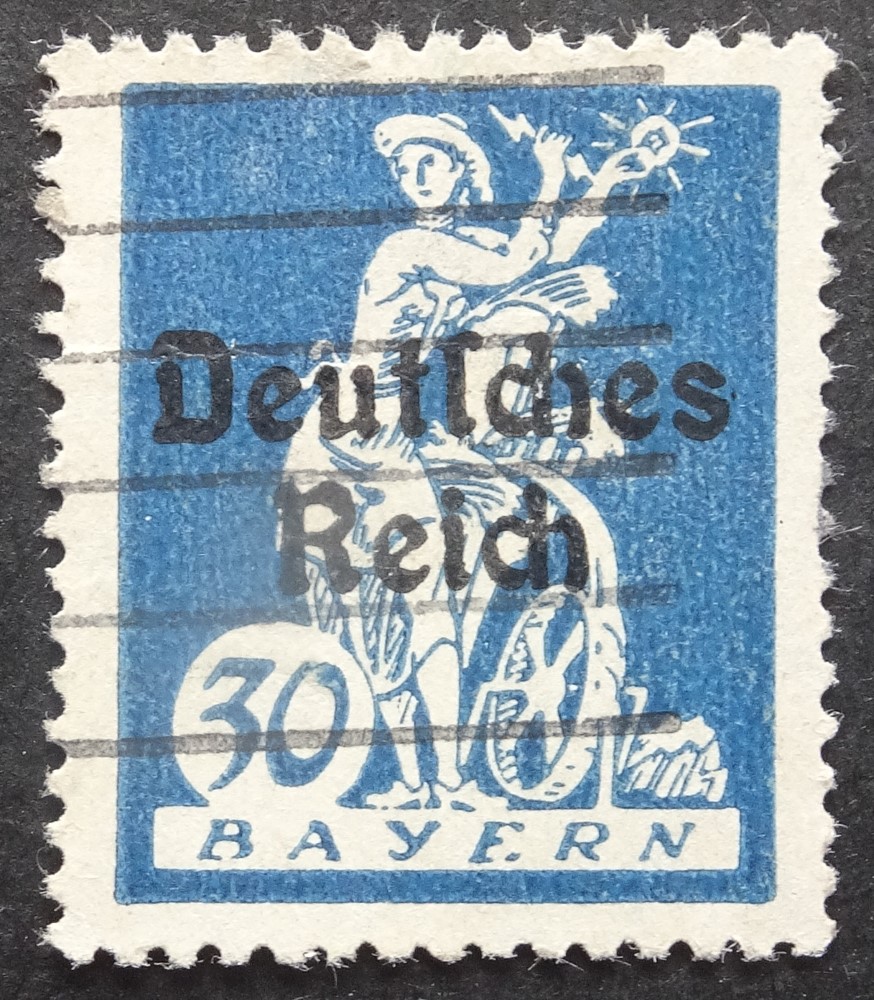 Deutſches
Reich
30
BAYERN